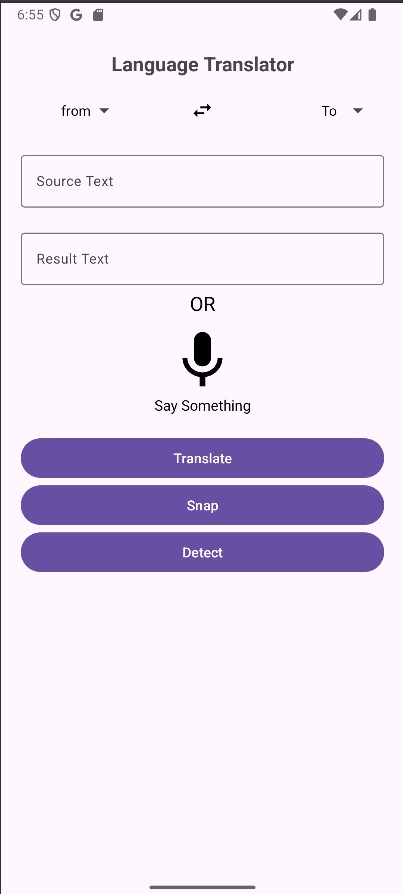 6:55
Language Translator
from To
Source Text
Result Text
OR
Say Something
Translate
Snap
Detect